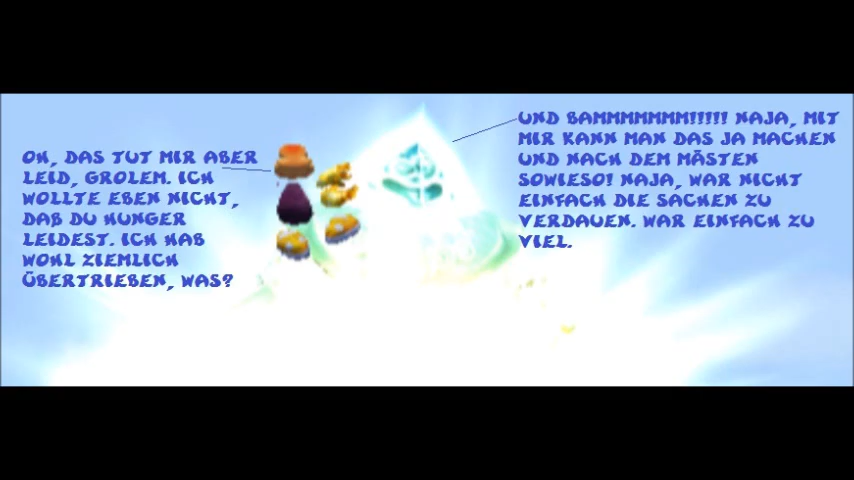 OH, DAS TUT MIR ABER
LEID, GROLEM. ICH
WOLLTE EBEN NICHT,
DAß DU HUNGER
LEIDEST. ICH HAB
WOHL ZIEMLICH
ÜBERTRIEBEN, WAS?
UND BAMMMMMMM!!!!! NAJA, MIT
MIR KANN MAN DAS JA MACHEN
UND NACH DEM MÄSTEN
SOWIESO! NAJA, WAR NICHT
EINFACH DIE SACHEN ZU
VERDAUEN. WAR EINFACH ZU
VIEL.